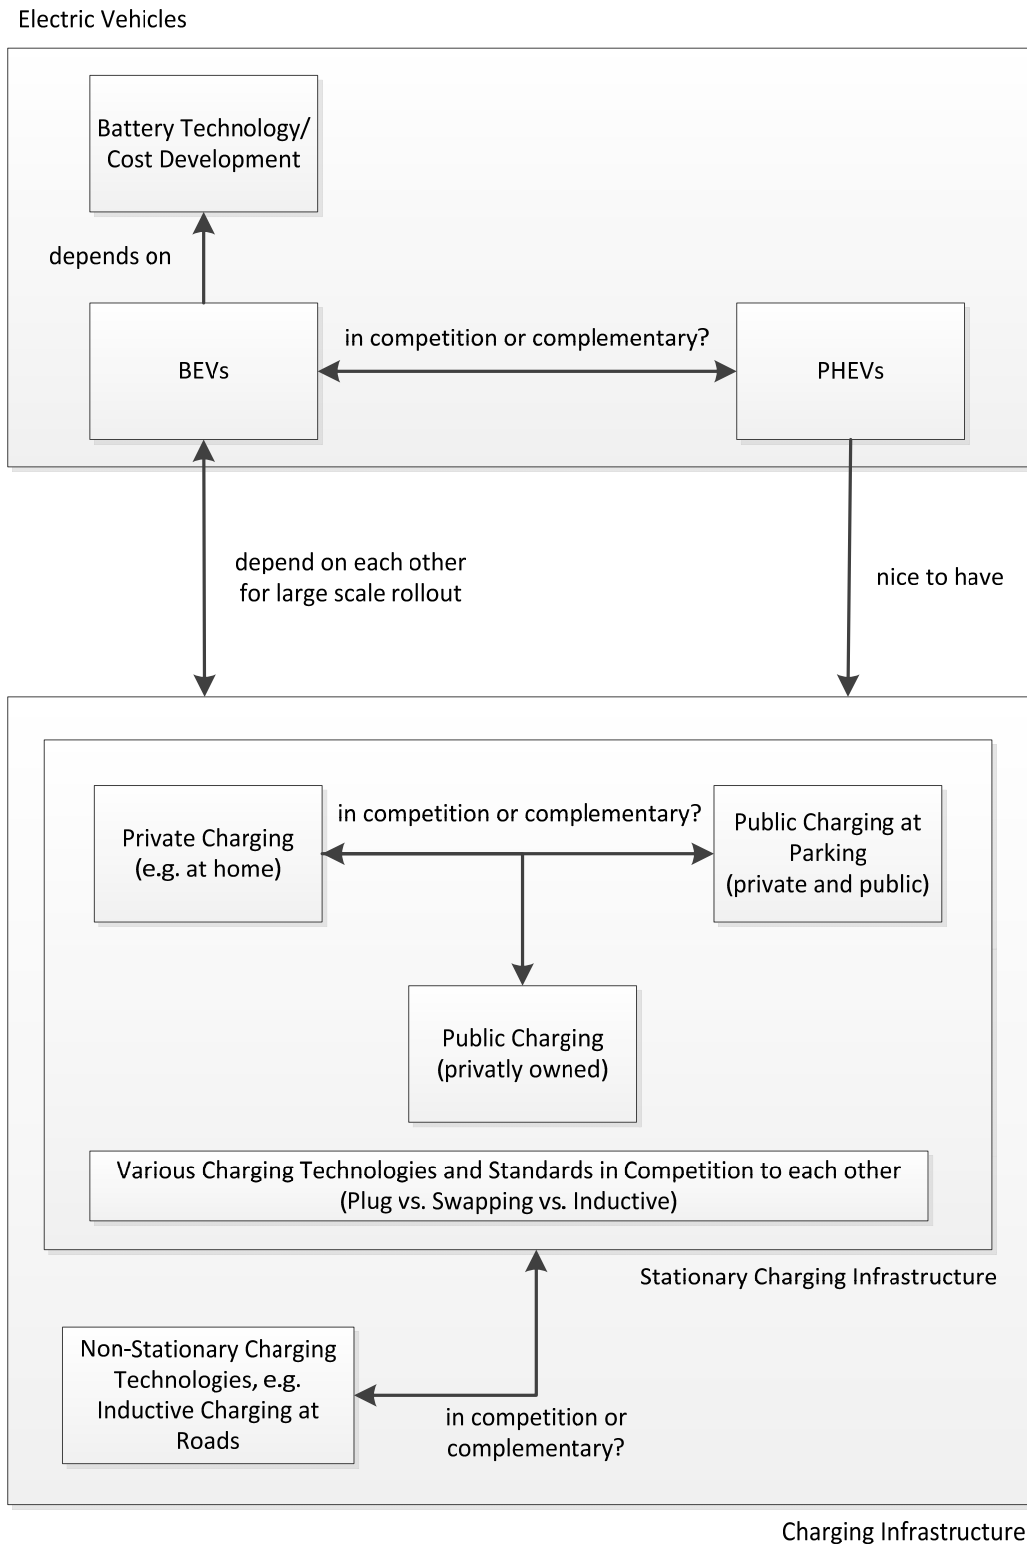 Electric Vehicles
Battery Technology/
Cost Development
depends on
in competition or complementary?
BEVs
PHEVs
depend on each other
for large scale rollout
nice to have
in competition or complementary?
Private Charging
(e.g. at home)
Public Charging at
Parking
(private and public)
Public Charging
(privatly owned)
Various Charging Technologies and Standards in Competition to each other
(Plug vs. Swapping vs. Inductive)
Stationary Charging Infrastructure
Non-Stationary Charging
Technologies, e.g.
Inductive Charging at
Roads
in competition or
complementary?
Charging Infrastructure